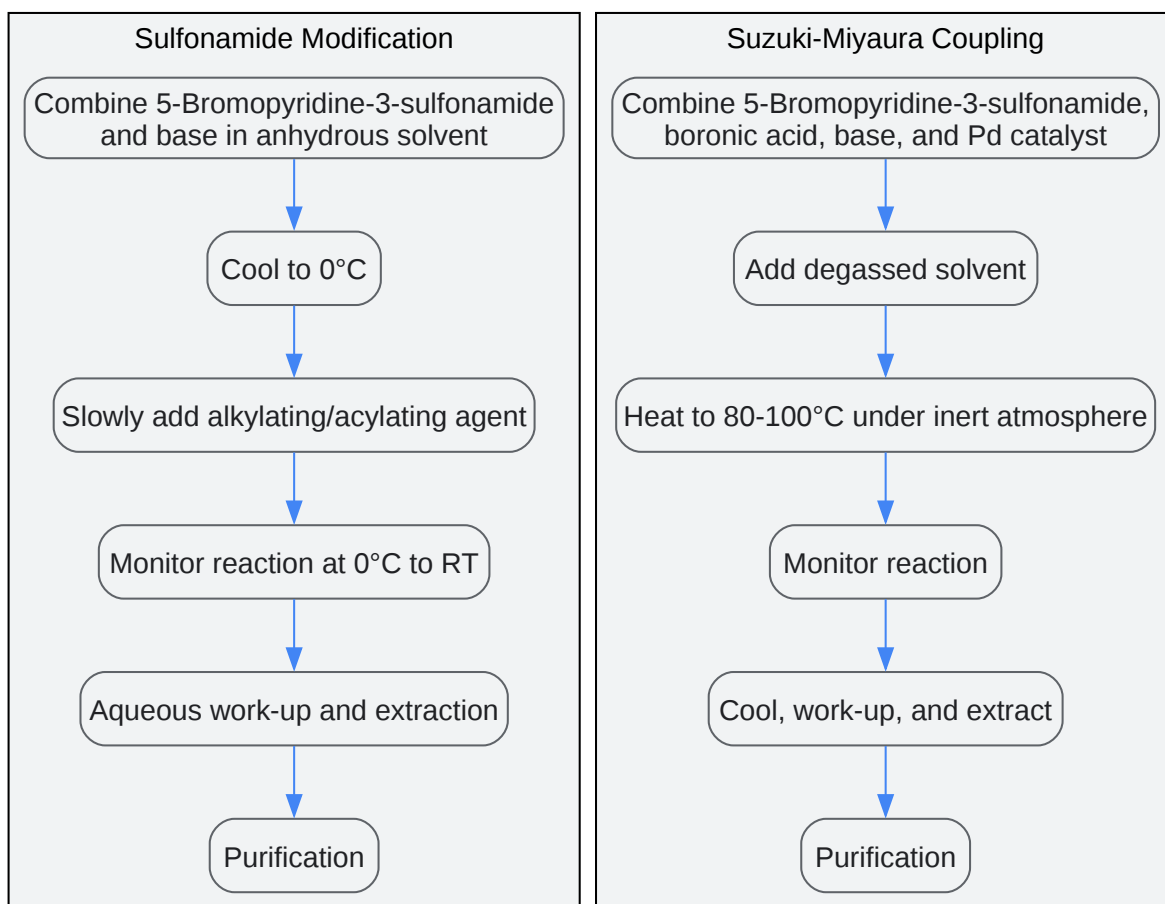 Sulfonamide Modification
Combine 5-Bromopyridine-3-sulfonamide
and base in anhydrous solvent
Cool to 0°C
Slowly add alkylating/acylating agent
Monitor reaction at 0°C to RT
Aqueous work-up and extraction
Purification
Suzuki-Miyaura Coupling
Combine 5-Bromopyridine-3-sulfonamide,
boronic acid, base, and Pd catalyst
Add degassed solvent
Heat to 80-100°C under inert atmosphere
Monitor reaction
Cool, work-up, and extract
Purification